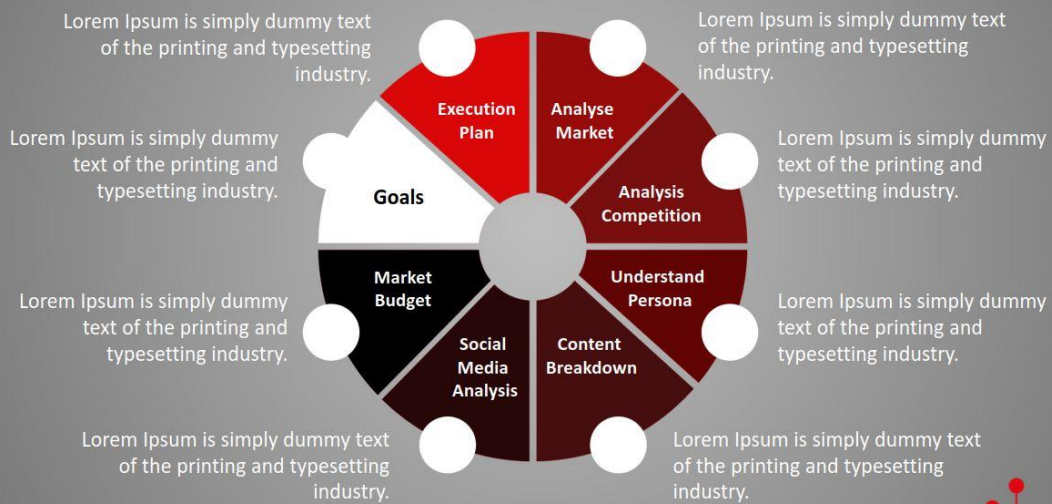 Lorem Ipsum is simply dummy text
of the printing and typesetting
industry.
Lorem Ipsum is simply dummy text
of the printing and typesetting
industry.
Execution
Plan
Analyse
Market
Lorem Ipsum is simply dummy
text of the printing and
typesetting industry.
Lorem Ipsum is simply dummy
text of the printing and
typesetting industry.
Goals
Analysis
Competition
Market
Budget
Understand
Persona
Lorem Ipsum is simply dummy
text of the printing and
typesetting industry.
Lorem Ipsum is simply dummy
text of the printing and
typesetting industry.
Social
Media
Analysis
Content
Breakdown
Lorem Ipsum is simply dummy text
of the printing and typesetting
industry.
Lorem Ipsum is simply dummy text
of the printing and typesetting
industry.